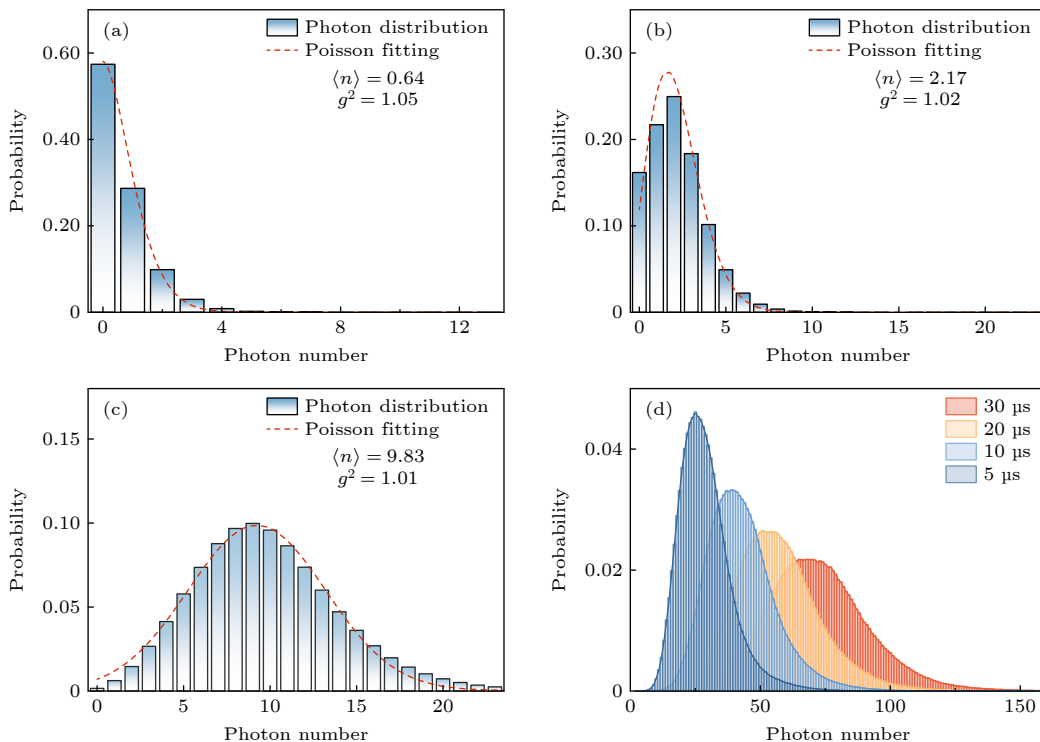 (a)
Photon distribution
Poisson fitting
⟨n⟩ = 0.64
g² = 1.05
0.60
0.40
0.20
0
Probability
0 4 8 12
Photon number
(b)
Photon distribution
Poisson fitting
⟨n⟩ = 2.17
g² = 1.02
0.30
0.20
0.10
0
Probability
0 5 10 15 20
Photon number
(c)
Photon distribution
Poisson fitting
⟨n⟩ = 9.83
g² = 1.01
0.15
0.10
0.05
0
Probability
0 5 10 15 20
Photon number
(d)
30 µs
20 µs
10 µs
5 µs
0.04
0.02
0
Probability
0 50 100 150
Photon number